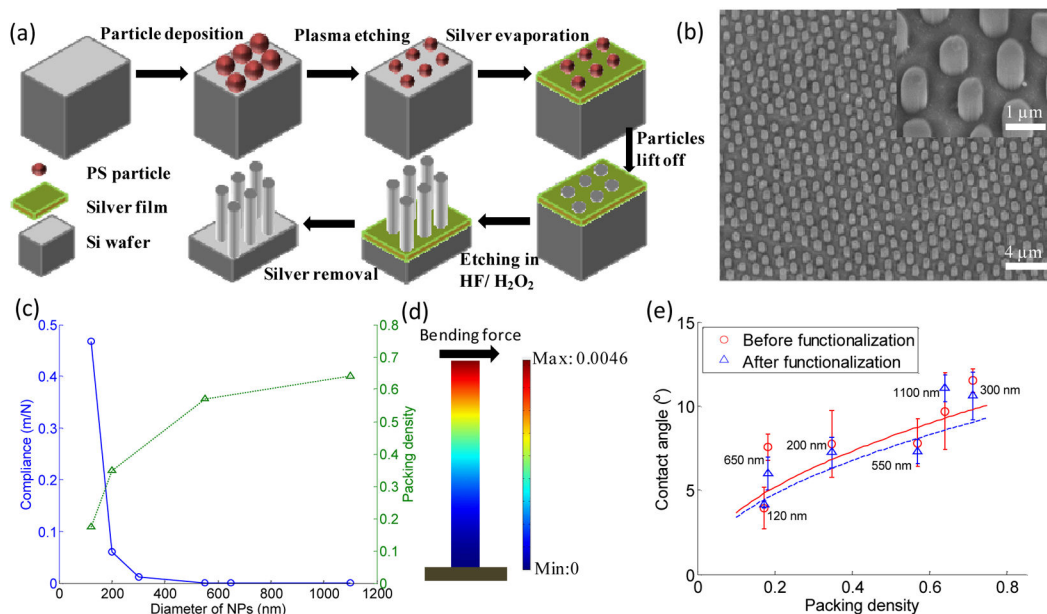 (a)
Particle deposition
Plasma etching
Silver evaporation
Particles
lift off
PS particle
Silver film
Si wafer
Silver removal
Etching in
HF/ H₂O₂
(b)
1 μm
4 μm
(c)
Compliance (m/N)
0.5
0.4
0.3
0.2
0.1
0
0 200 400 600 800 1000 1200
Diameter of NPs (nm)
0.8
0.7
0.6
0.5
0.4
0.3
0.2
0.1
0
Packing density
(d)
Bending force
Max: 0.0046
Min:0
(e)
Contact angle (°)
15
10
5
0
Before functionalization
After functionalization
1100 nm
300 nm
200 nm
650 nm
550 nm
120 nm
0 0.2 0.4 0.6 0.8
Packing density